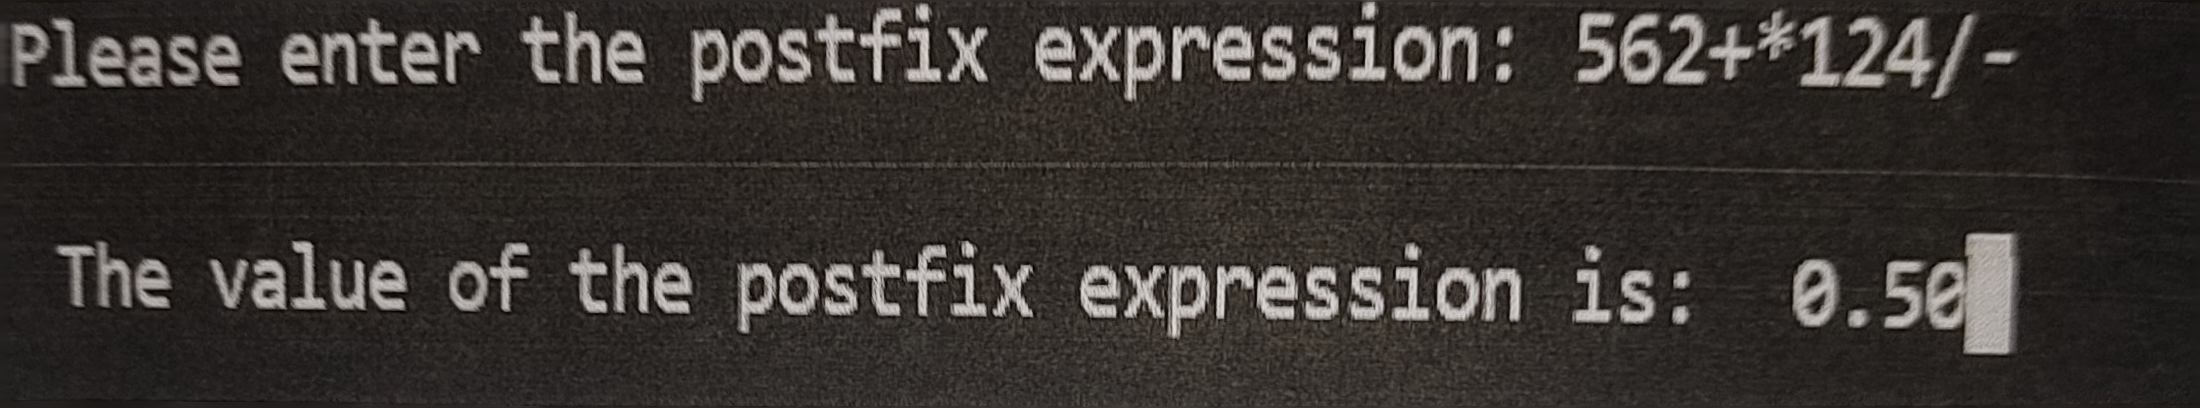 Please enter the postfix expression: 562+*124/-
The value of the postfix expression is:  0.50